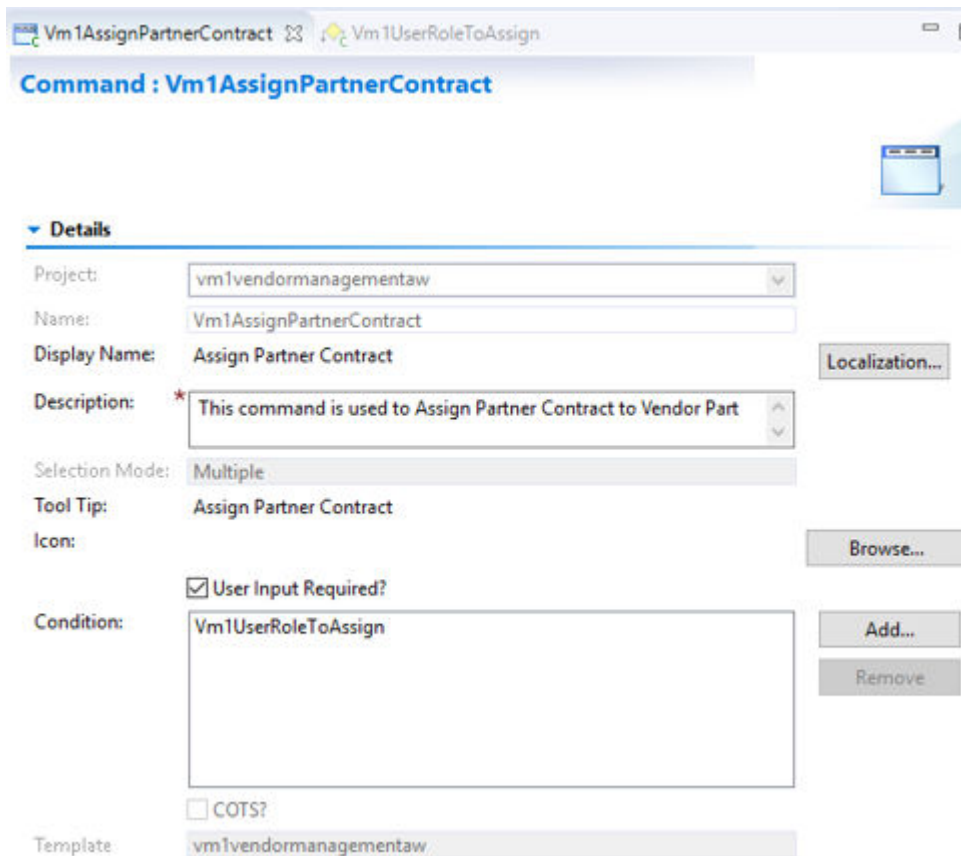 Vm1AssignPartnerContract Vm1UserRoleToAssign
Command : Vm1AssignPartnerContract
Details
Project: vm1vendormanagementaw
Name: Vm1AssignPartnerContract
Display Name: Assign Partner Contract Localization...
Description: * This command is used to Assign Partner Contract to Vendor Part
Selection Mode: Multiple
Tool Tip: Assign Partner Contract
Icon: Browse...
User Input Required?
Condition: Vm1UserRoleToAssign Add...
Remove
COTS?
Template vm1vendormanagementaw